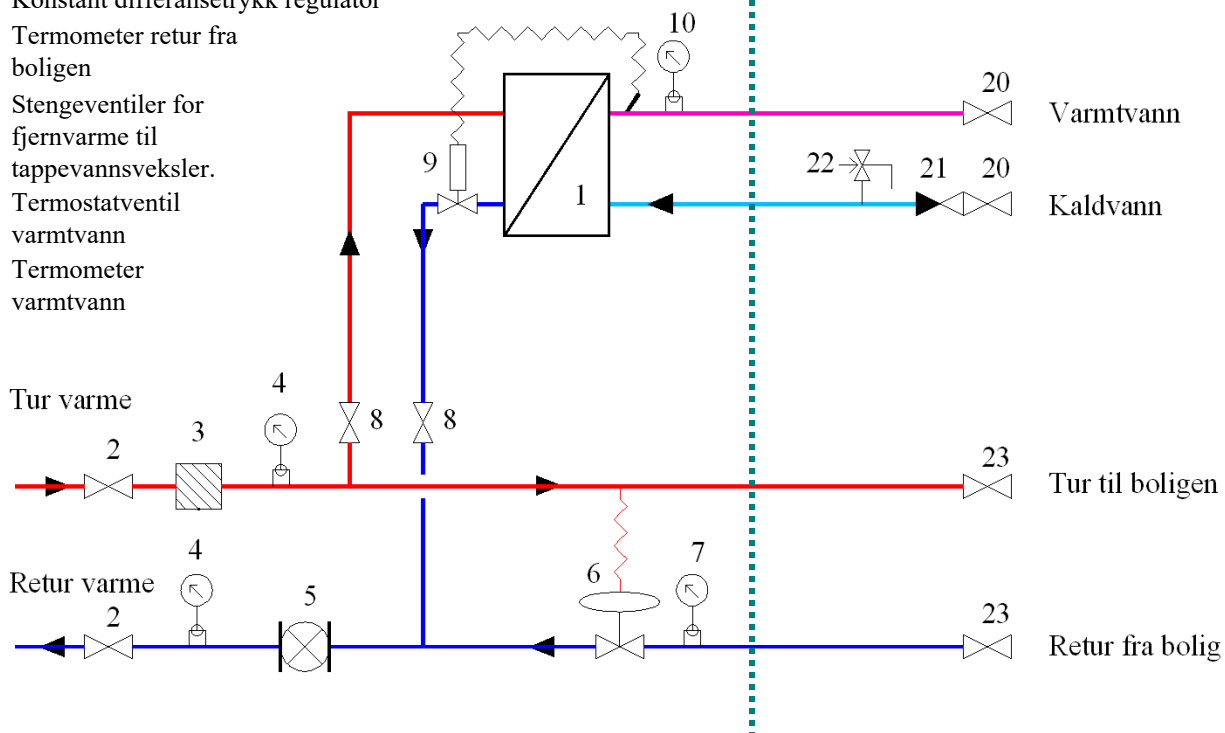 Konstant differansetrykk regulator
Termometer retur fra
boligen
Stengeventiler for
fjernvarme til
tappevannsveksler.
Termostatventil
varmtvann
Termometer
varmtvann
10
20
Varmtvann
9
1
22
21
20
Kaldvann
Tur varme
4
8
8
2
3
23
Tur til boligen
4
7
Retur varme
2
5
6
23
Retur fra bolig